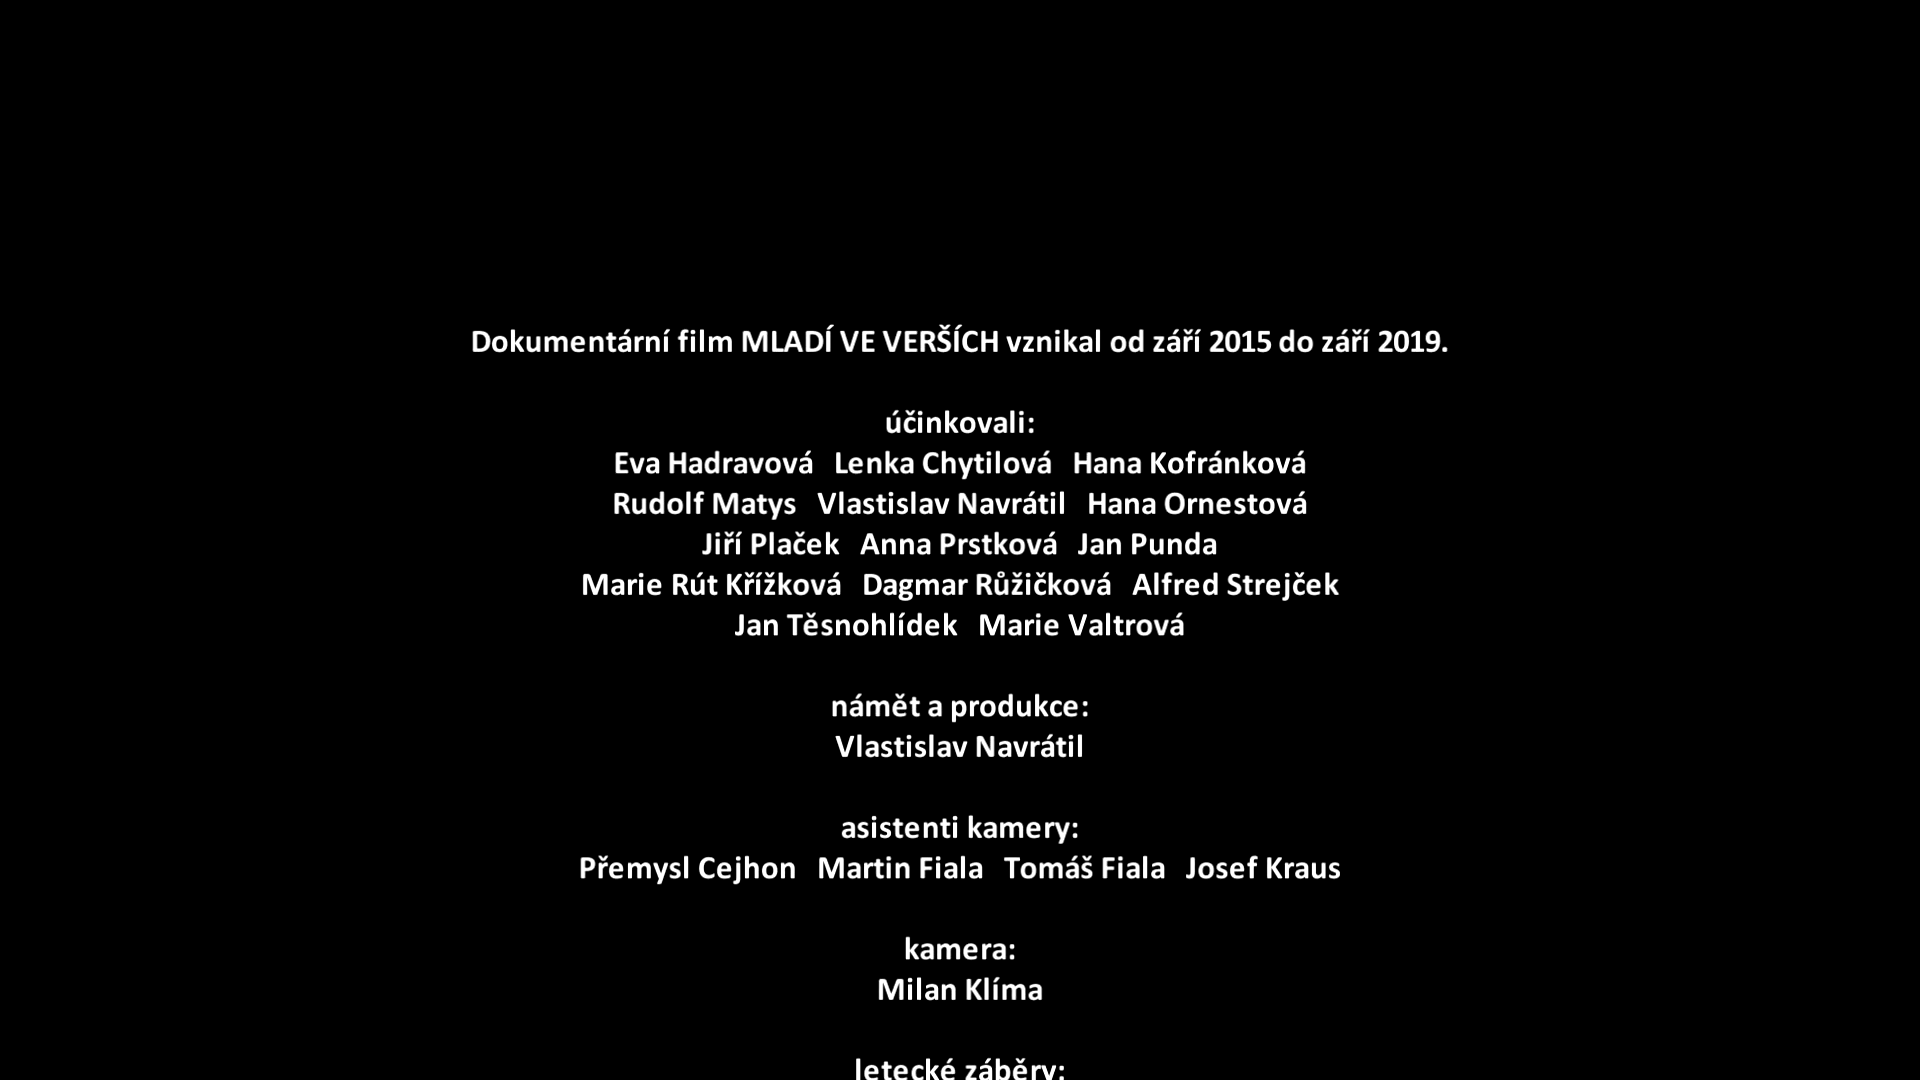 Dokumentární film MLADÍ VE VERŠÍCH vznikal od září 2015 do září 2019.
účinkovali:
Eva Hadravová Lenka Chytilová Hana Kofránková
Rudolf Matys Vlastislav Navrátil Hana Ornestová
Jiří Plaček Anna Prstková Jan Punda
Marie Rút Křížková Dagmar Růžičková Alfred Strejček
Jan Těsnohlídek Marie Valtrová
námět a produkce:
Vlastislav Navrátil
asistenti kamery:
Přemysl Cejhon Martin Fiala Tomáš Fiala Josef Kraus
kamera:
Milan Klíma
letecké záběry: